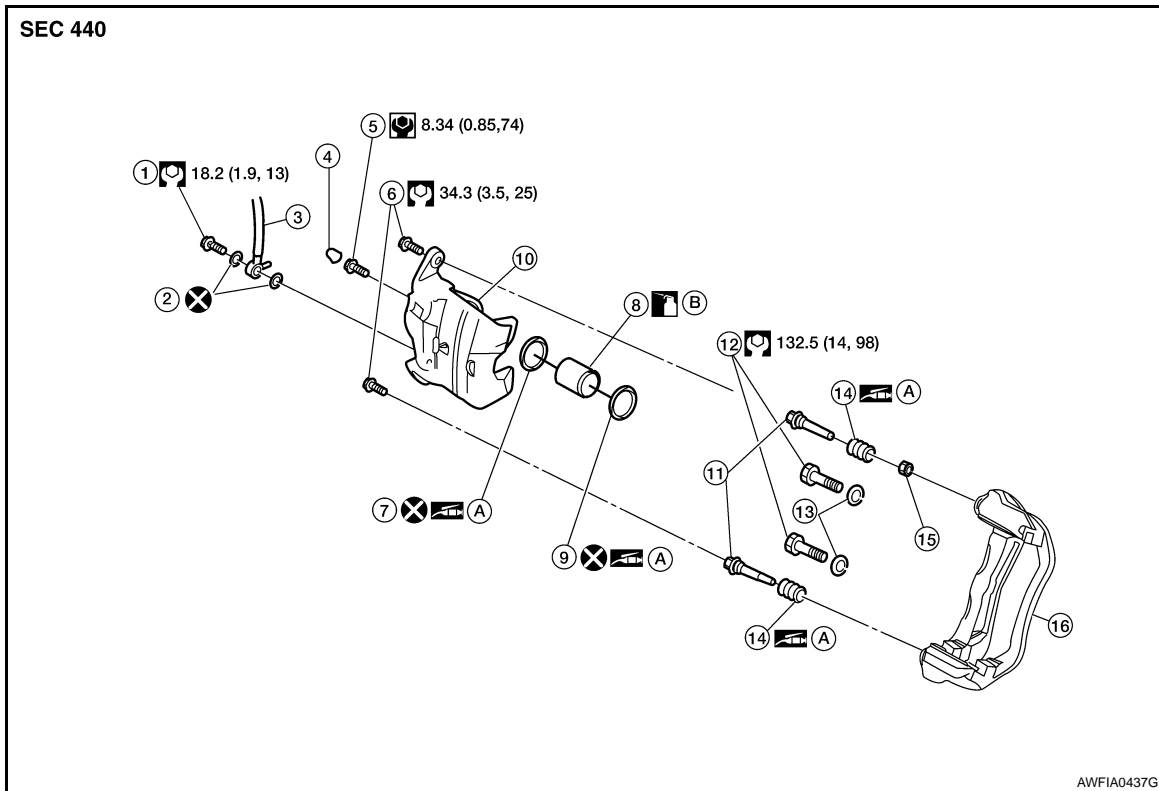 SEC 440
5 8.34 (0.85,74)
4
1 18.2 (1.9, 13)
6 34.3 (3.5, 25)
3
10
2
8 B
12 132.5 (14, 98)
14 A
11
13
7 A
15
9 A
14 A
16
AWFIA0437G